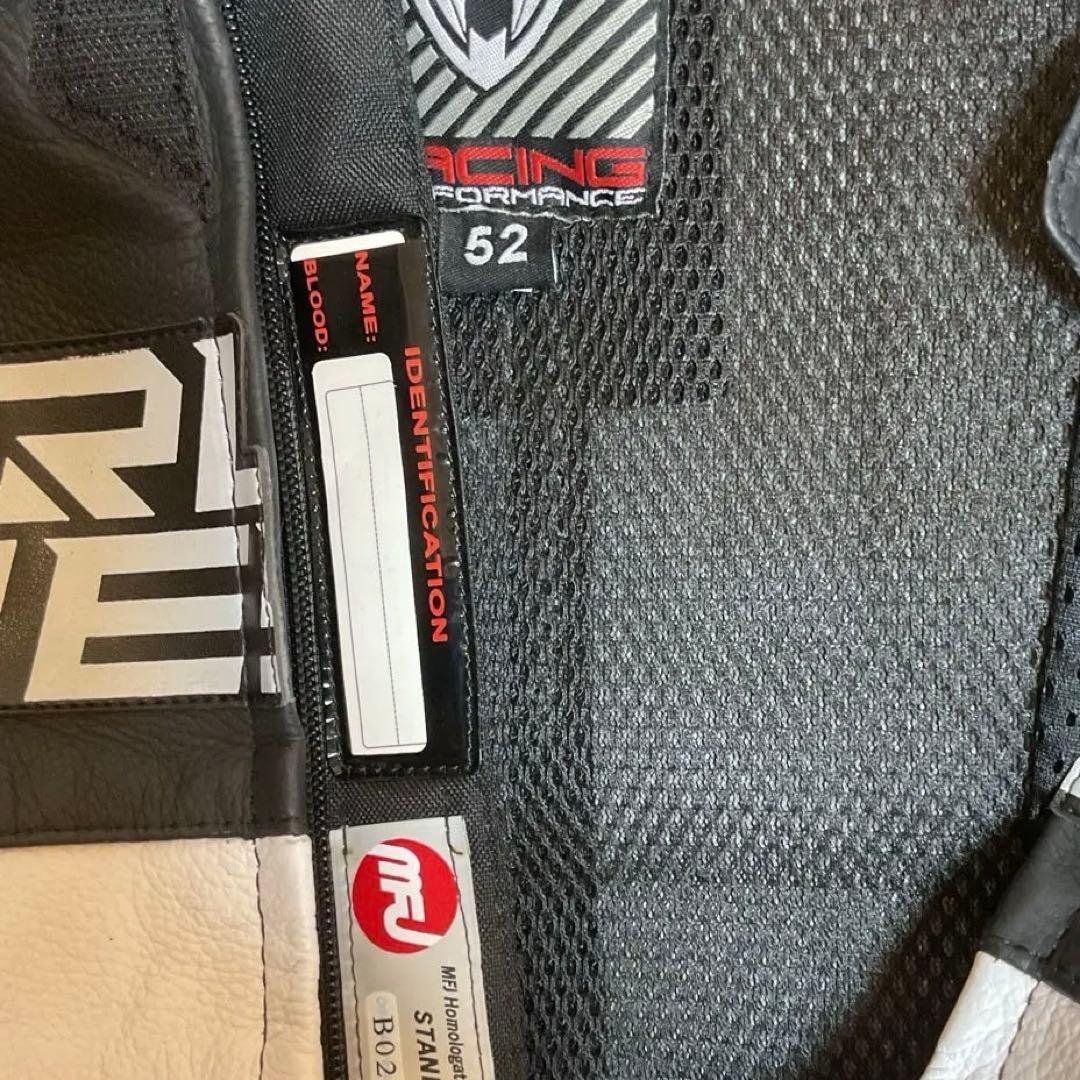 ACING
FORMANCE
52
IDENTIFICATION
NAME:
BLOOD:
R
E
MFJ
MFJ Homologat
STAN
B02